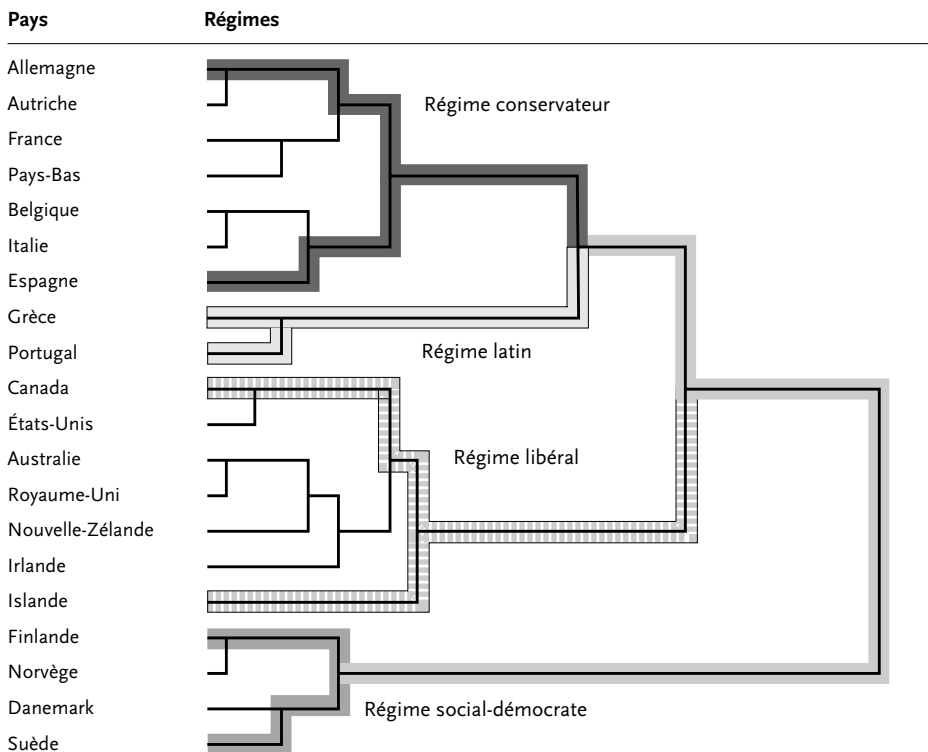 Pays Régimes
Allemagne
Autriche Régime conservateur
France
Pays-Bas
Belgique
Italie
Espagne
Grèce
Portugal Régime latin
Canada
États-Unis
Australie Régime libéral
Royaume-Uni
Nouvelle-Zélande
Irlande
Islande
Finlande
Norvège
Danemark Régime social-démocrate
Suède